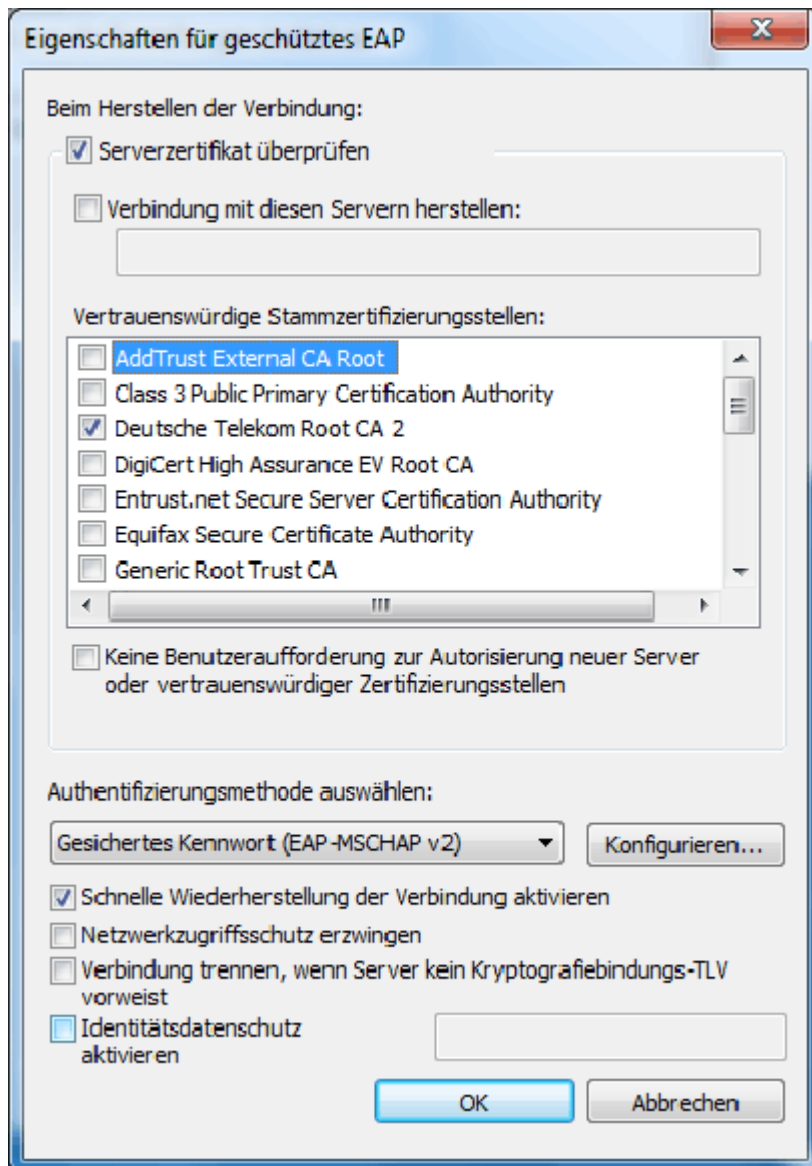 Eigenschaften für geschütztes EAP
Beim Herstellen der Verbindung:
Serverzertifikat überprüfen
Verbindung mit diesen Servern herstellen:
Vertrauenswürdige Stammzertifizierungsstellen:
AddTrust External CA Root
Class 3 Public Primary Certification Authority
Deutsche Telekom Root CA 2
DigiCert High Assurance EV Root CA
Entrust.net Secure Server Certification Authority
Equifax Secure Certificate Authority
Generic Root Trust CA
Keine Benutzeraufforderung zur Autorisierung neuer Server
oder vertrauenswürdiger Zertifizierungsstellen
Authentifizierungsmethode auswählen:
Gesichertes Kennwort (EAP-MSCHAP v2)
Konfigurieren...
Schnelle Wiederherstellung der Verbindung aktivieren
Netzwerkzugriffsschutz erzwingen
Verbindung trennen, wenn Server kein Kryptografiebindungs-TLV
vorweist
Identitätsdatenschutz
aktivieren
OK
Abbrechen